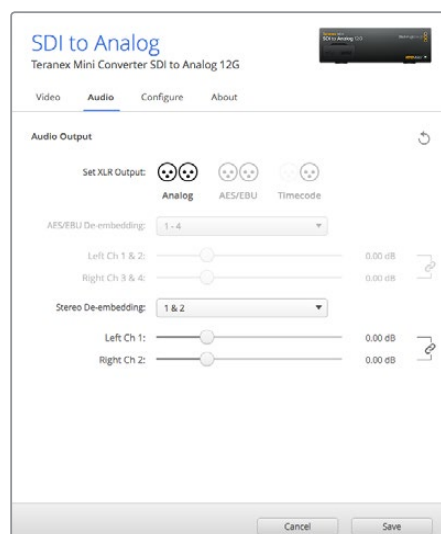 SDI to Analog
Teranex Mini Converter SDI to Analog 12G
Video Audio Configure About
Audio Output
Set XLR Output:
Analog AES/EBU Timecode
AES/EBU De-embedding: 1 - 4
Left Ch 1 & 2: 0.00 dB
Right Ch 3 & 4: 0.00 dB
Stereo De-embedding: 1 & 2
Left Ch 1: 0.00 dB
Right Ch 2: 0.00 dB
Cancel Save